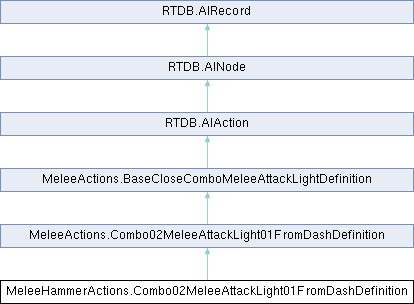 RTDB.AIRecord
RTDB.AINode
RTDB.AIAction
MeleeActions.BaseCloseComboMeleeAttackLightDefinition
MeleeActions.Combo02MeleeAttackLight01FromDashDefinition
MeleeHammerActions.Combo02MeleeAttackLight01FromDashDefinition